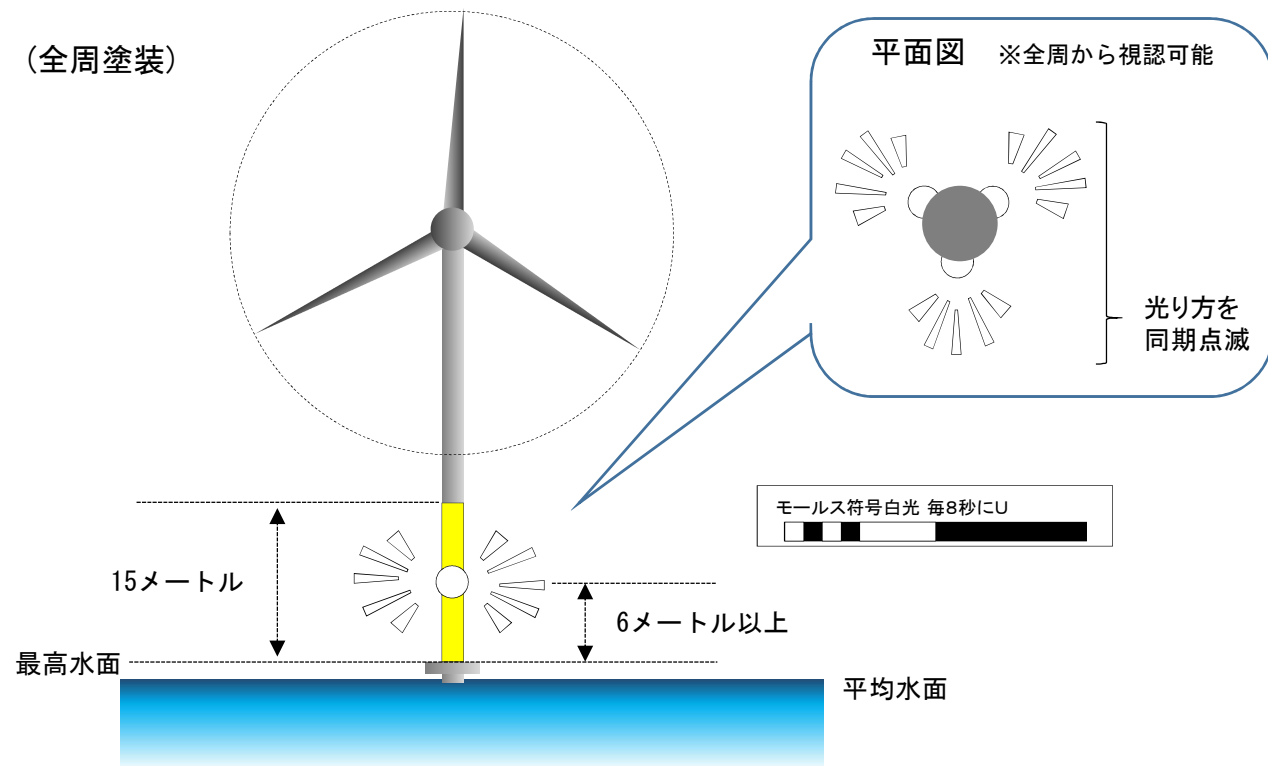 (全周塗装)
平面図 ※全周から視認可能
光り方を
同期点滅
モールス符号白光 毎8秒にU
15メートル
6メートル以上
最高水面
平均水面